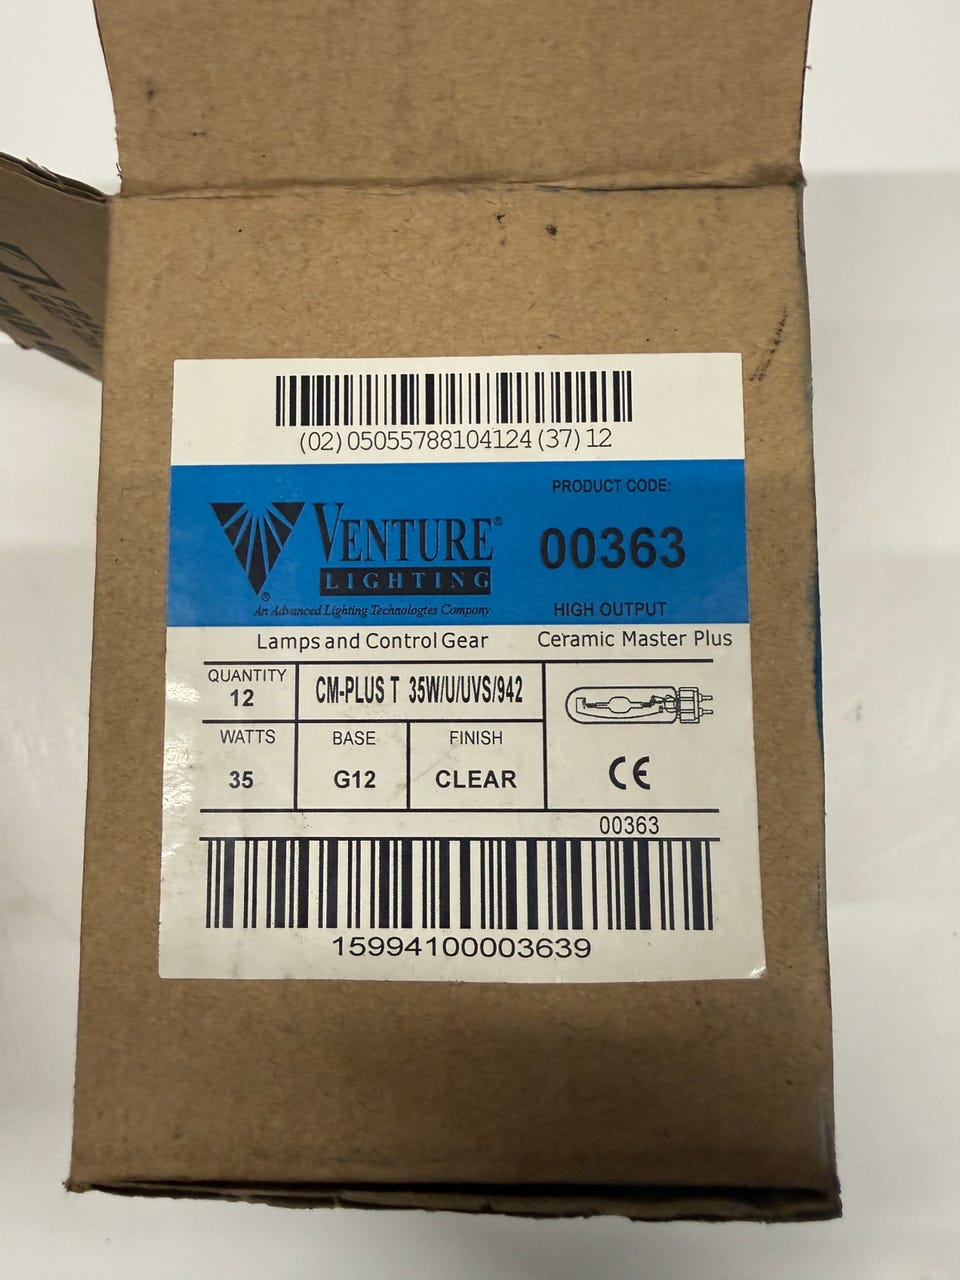 (02)05055788104124(37)12
PRODUCT CODE:
VENTURE®
LIGHTING
®
An Advanced Lighting Technologies Company
00363
HIGH OUTPUT
Lamps and Control Gear
Ceramic Master Plus
QUANTITY
12
CM-PLUS T 35W/U/UVS/942
WATTS
35
BASE
G12
FINISH
CLEAR
CE
00363
15994100003639